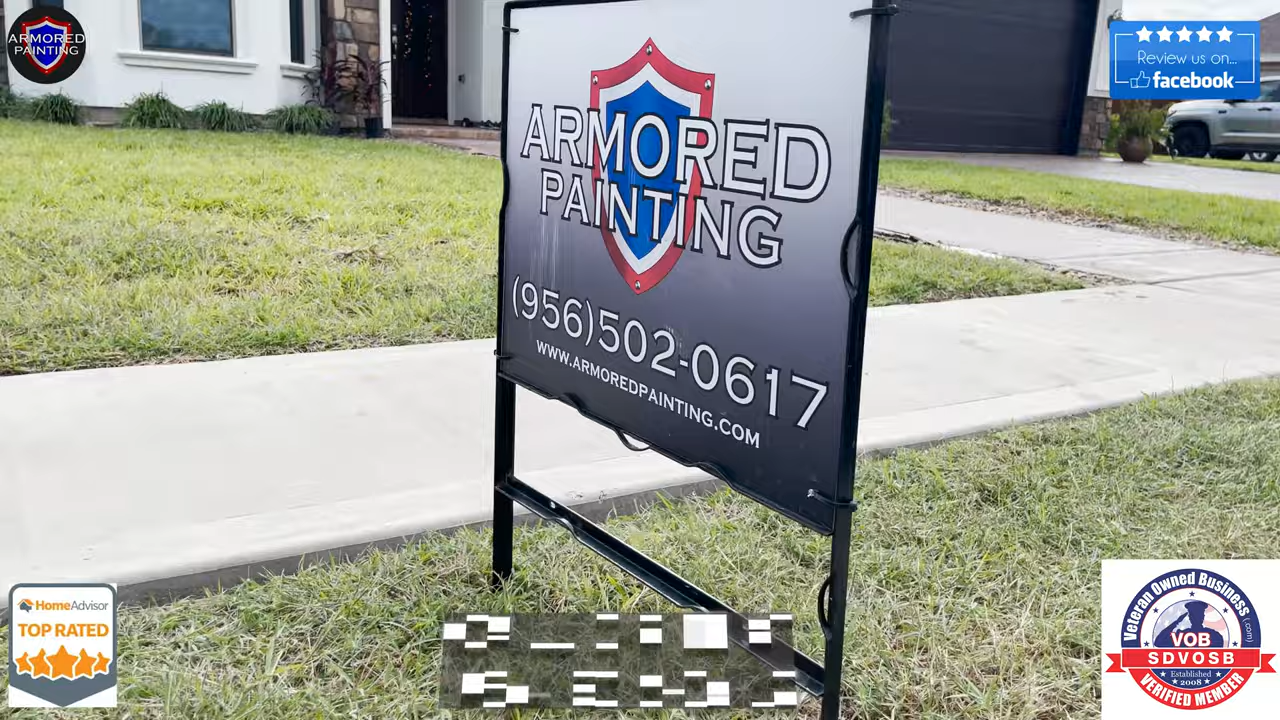 ARMORED
PAINTING
Review us on...
facebook
ARMORED
PAINTING
(956)502-0617
WWW.ARMOREDPAINTING.COM
HomeAdvisor
TOP RATED
Veteran Owned Business
(.com)
VOB
SDVOSB
Established
2008
VERIFIED MEMBER